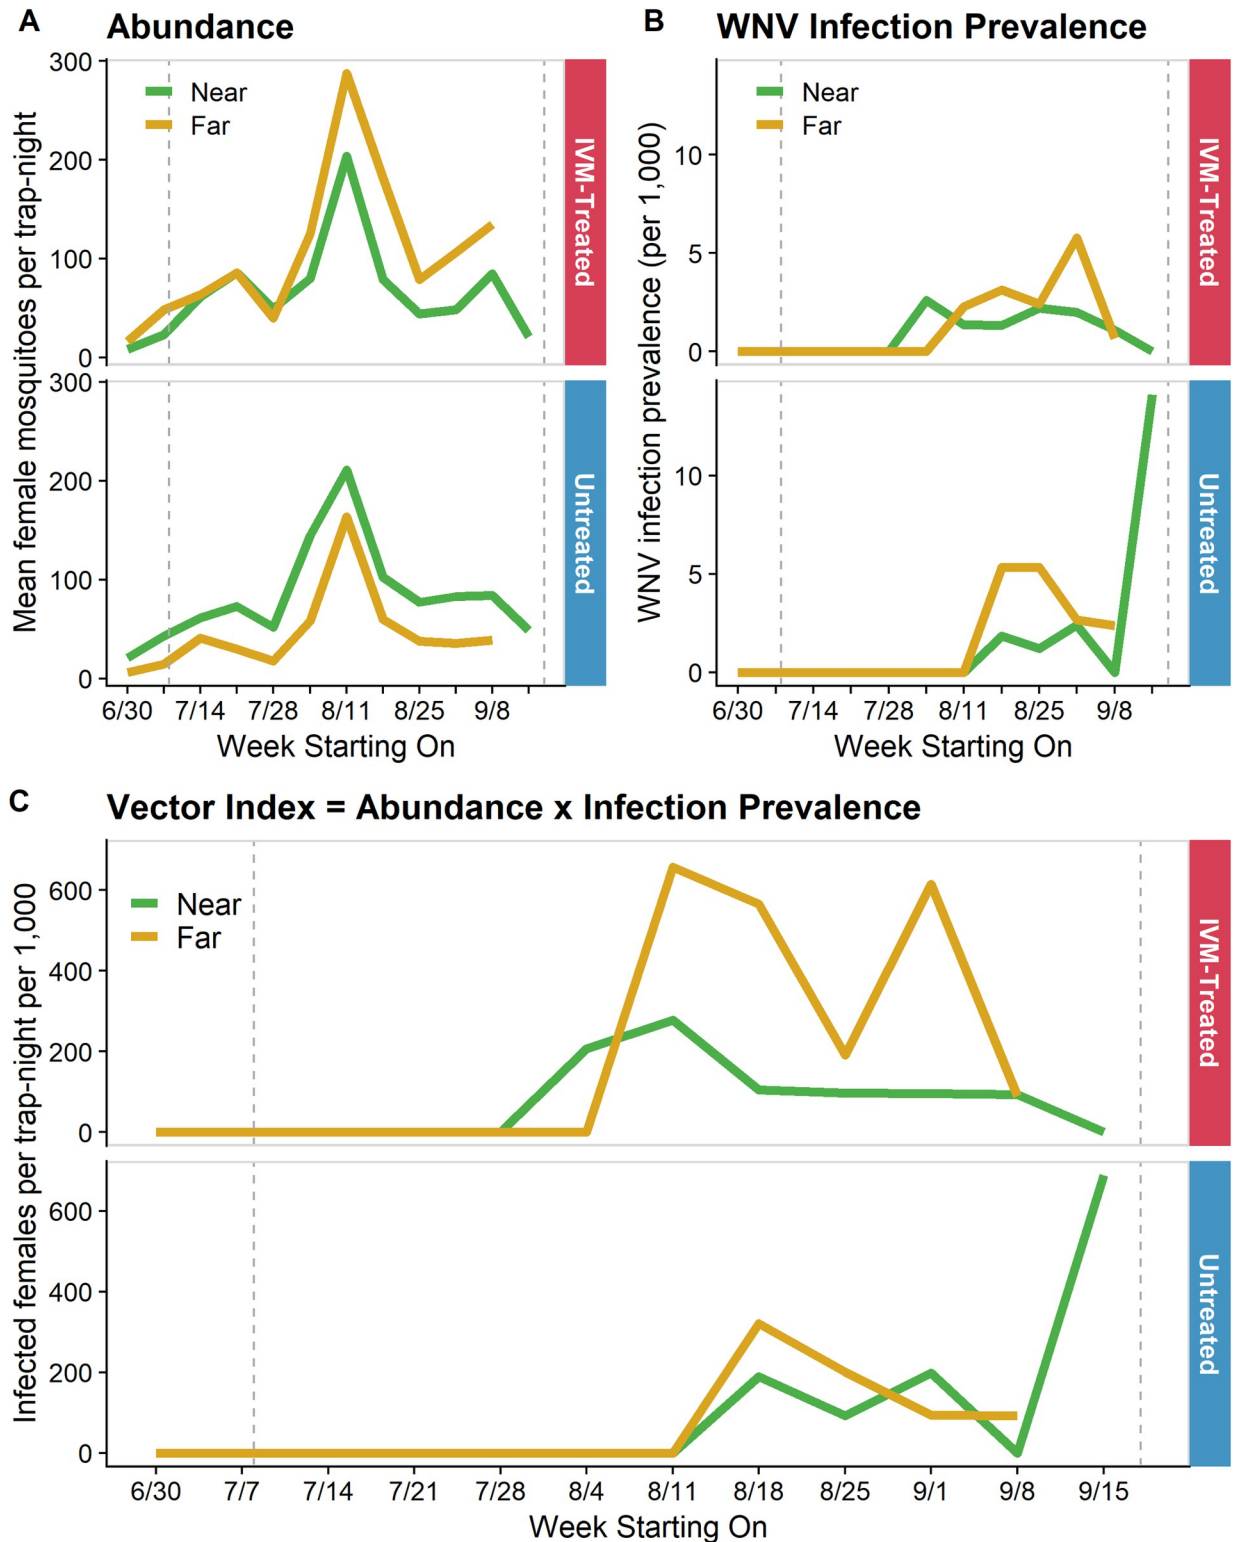 A Abundance
Mean female mosquitoes per trap-night
300
200
100
0
Near
Far
IVM-Treated
300
200
100
0
Untreated
6/30 7/14 7/28 8/11 8/25 9/8
Week Starting On
B WNV Infection Prevalence
WNV infection prevalence (per 1,000)
10
5
0
Near
Far
IVM-Treated
10
5
0
Untreated
6/30 7/14 7/28 8/11 8/25 9/8
Week Starting On
C Vector Index = Abundance x Infection Prevalence
Infected females per trap-night per 1,000
600
400
200
0
Near
Far
IVM-Treated
600
400
200
0
Untreated
6/30 7/7 7/14 7/21 7/28 8/4 8/11 8/18 8/25 9/1 9/8 9/15
Week Starting On